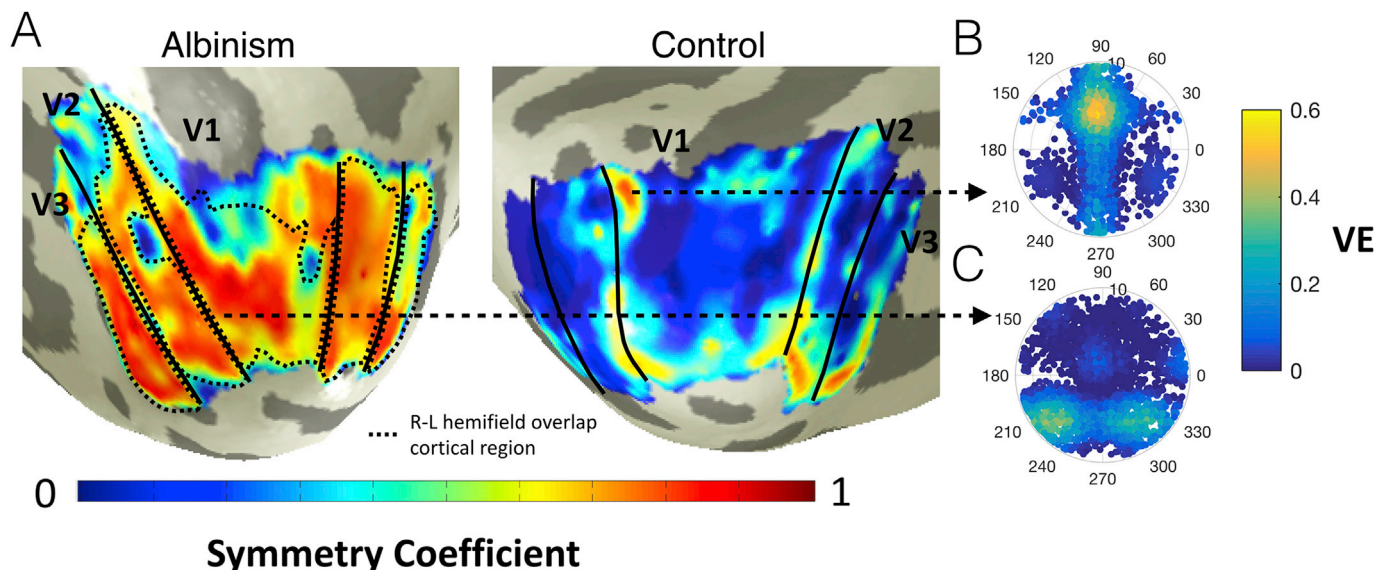 A
Albinism
Control
V2
V1
V3
V1
V2
V3
R-L hemifield overlap
cortical region
0
1
Symmetry Coefficient
B
90
120
10
60
150
30
180
0
210
330
240
300
270
C
90
120
10
60
150
30
180
0
210
330
240
300
270
0.6
0.4
0.2
0
VE